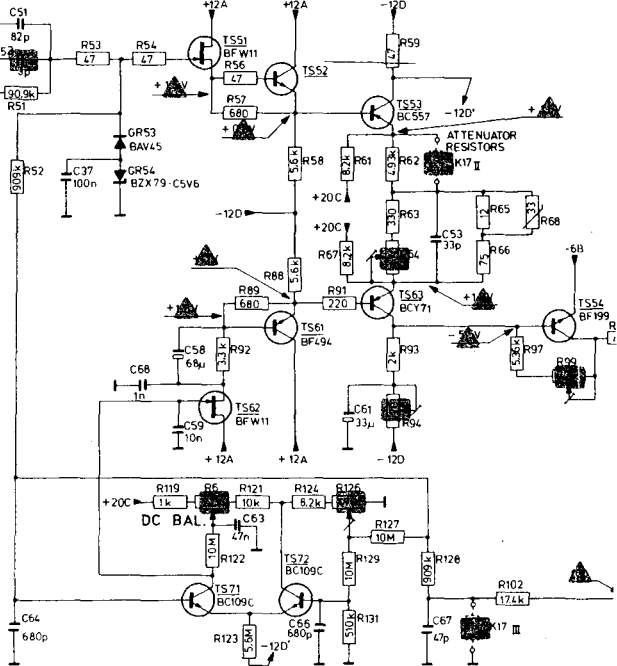 C51
82p
+12A
+12A
-12D
TS51
BFW11
R53
47
R54
47
R56
47
TS52
R59
47
R51
90,9k
R57
680
TS53
BC557
-12D'
ATTENUATOR
RESISTORS
GR53
BAV45
GR54
BZX79-C5V6
C37
100n
R52
909k
R58
5.6k
R61
8.2k
R62
493k
K17 II
+20C
-12D
+20C
R63
330
R65
12
R68
33
C53
33p
R67
8.2k
R66
75
-6B
R88
5.6k
R89
680
R91
220
TS63
BCY71
TS54
BF199
TS61
BF494
C58
68µ
R92
3.3k
R93
2k
R97
5.36k
R99
C68
1n
TS62
BFW11
C59
10n
C61
33µ
R94
+12A
+12A
-12D
R119
1k
R6
R121
10k
R124
8.2k
R126
+20C
DC BAL.
C63
47n
R127
10M
R122
10M
TS72
BC109C
R129
10M
R128
909k
TS71
BC109C
R102
17.4k
C64
680p
R123
5.6M
-12D'
C66
680p
R131
510k
C67
47p
K17 III